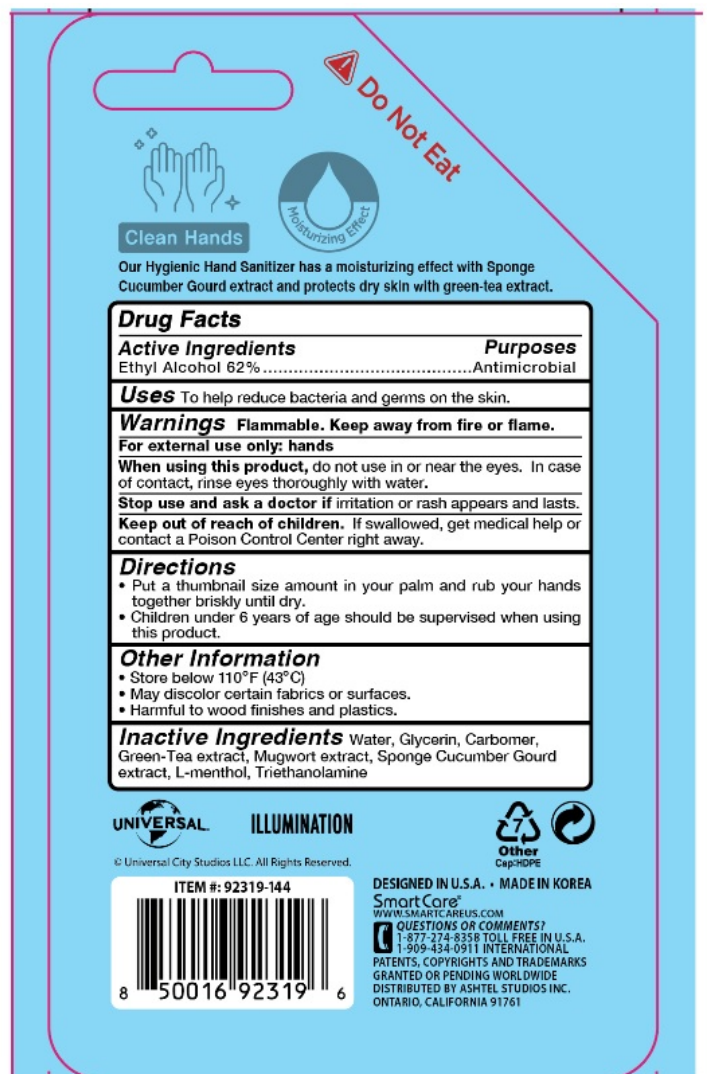 Do Not Eat
Clean Hands
Moisturizing Effect
Our Hygienic Hand Sanitizer has a moisturizing effect with Sponge
Cucumber Gourd extract and protects dry skin with green-tea extract.
Drug Facts
Active Ingredients Purposes
Ethyl Alcohol 62%.........................................Antimicrobial
Uses To help reduce bacteria and germs on the skin.
Warnings Flammable. Keep away from fire or flame.
For external use only: hands
When using this product, do not use in or near the eyes. In case
of contact, rinse eyes thoroughly with water.
Stop use and ask a doctor if irritation or rash appears and lasts.
Keep out of reach of children. If swallowed, get medical help or
contact a Poison Control Center right away.
Directions
• Put a thumbnail size amount in your palm and rub your hands
together briskly until dry.
• Children under 6 years of age should be supervised when using
this product.
Other Information
• Store below 110°F (43°C)
• May discolor certain fabrics or surfaces.
• Harmful to wood finishes and plastics.
Inactive Ingredients Water, Glycerin, Carbomer,
Green-Tea extract, Mugwort extract, Sponge Cucumber Gourd
extract, L-menthol, Triethanolamine
UNIVERSAL. ILLUMINATION
© Universal City Studios LLC. All Rights Reserved.
7
Other
Cap:HDPE
ITEM #: 92319-144
8 50016 92319 6
DESIGNED IN U.S.A. • MADE IN KOREA
SmartCare®
WWW.SMARTCAREUS.COM
QUESTIONS OR COMMENTS?
1-877-274-8358 TOLL FREE IN U.S.A.
1-909-434-0911 INTERNATIONAL
PATENTS, COPYRIGHTS AND TRADEMARKS
GRANTED OR PENDING WORLDWIDE
DISTRIBUTED BY ASHTEL STUDIOS INC.
ONTARIO, CALIFORNIA 91761